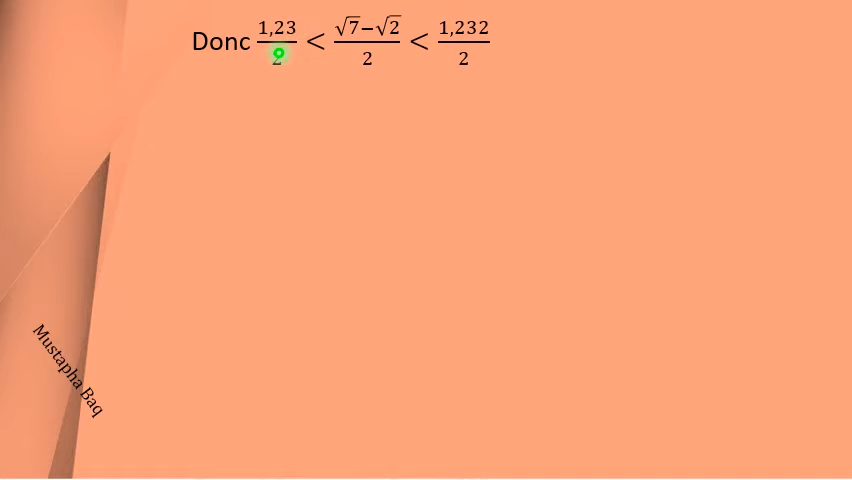 Donc 1,23/2 < √7−√2/2 < 1,232/2
Mustapha Baq